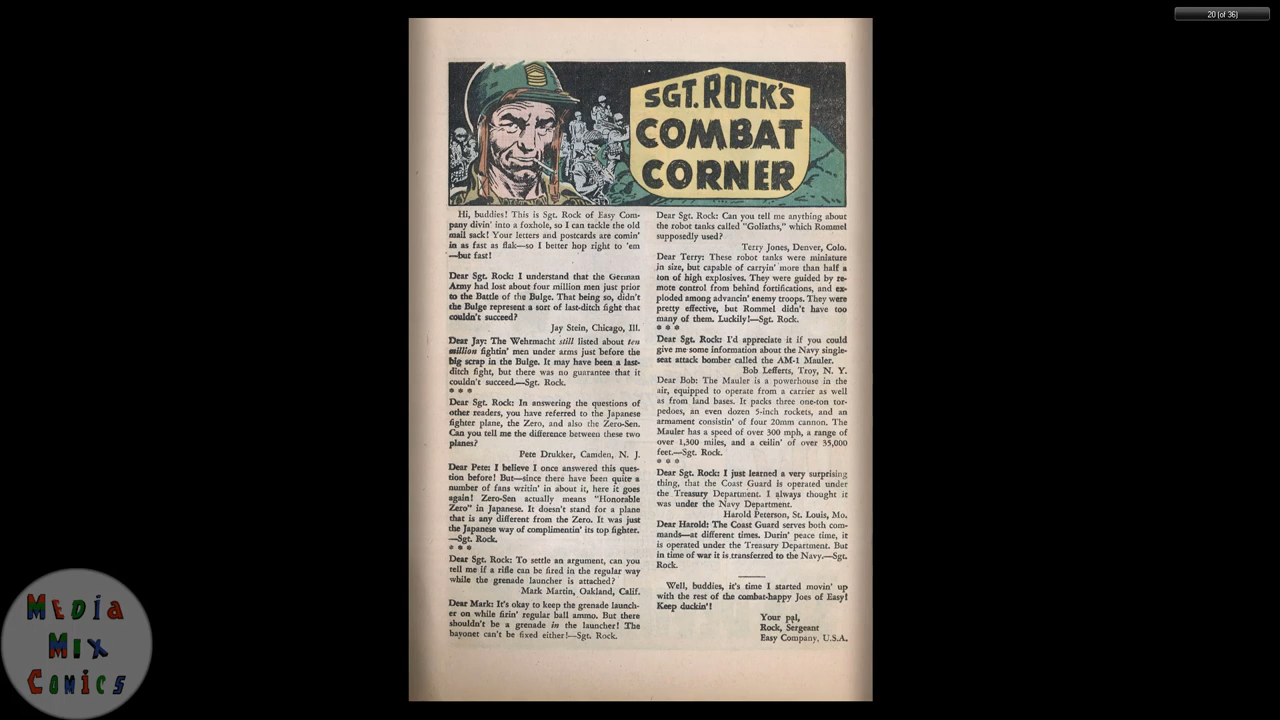 20 (of 36)
SGT. ROCK'S
COMBAT
CORNER
Hi, buddies! This is Sgt. Rock of Easy Com-
pany divin' into a foxhole, so I can tackle the old
mail sack! Your letters and postcards are comin'
in as fast as flak—so I better hop right to 'em
—but fast!
Dear Sgt. Rock: I understand that the German
Army had lost about four million men just prior
to the Battle of the Bulge. That being so, didn't
the Bulge represent a sort of last-ditch fight that
couldn't succeed?
Jay Stein, Chicago, Ill.
Dear Jay: The Wehrmacht still listed about ten
million fightin' men under arms just before the
big scrap in the Bulge. It may have been a last-
ditch fight, but there was no guarantee that it
couldn't succeed.—Sgt. Rock.
* * *
Dear Sgt. Rock: In answering the questions of
other readers, you have referred to the Japanese
fighter plane, the Zero, and also the Zero-Sen.
Can you tell me the difference between these two
planes?
Pete Drukker, Camden, N. J.
Dear Pete: I believe I once answered this ques-
tion before! But—since there have been quite a
number of fans writin' in about it, here it goes
again! Zero-Sen actually means "Honorable
Zero" in Japanese. It doesn't stand for a plane
that is any different from the Zero. It was just
the Japanese way of complimentin' its top fighter.
—Sgt. Rock.
* * *
Dear Sgt. Rock: To settle an argument, can you
tell me if a rifle can be fired in the regular way
while the grenade launcher is attached?
Mark Martin, Oakland, Calif.
Dear Mark: It's okay to keep the grenade launch-
er on while firin' regular ball ammo. But there
shouldn't be a grenade in the launcher! The
bayonet can't be fixed either!—Sgt. Rock.
Dear Sgt. Rock: Can you tell me anything about
the robot tanks called "Goliaths," which Rommel
supposedly used?
Terry Jones, Denver, Colo.
Dear Terry: These robot tanks were miniature
in size, but capable of carryin' more than half a
ton of high explosives. They were guided by re-
mote control from behind fortifications, and ex-
ploded among advancin' enemy troops. They were
pretty effective, but Rommel didn't have too
many of them. Luckily!—Sgt. Rock.
* * *
Dear Sgt. Rock: I'd appreciate it if you could
give me some information about the Navy single-
seat attack bomber called the AM-1 Mauler.
Bob Lefferts, Troy, N. Y.
Dear Bob: The Mauler is a powerhouse in the
air, equipped to operate from a carrier as well
as from land bases. It packs three one-ton tor-
pedoes, an even dozen 5-inch rockets, and an
armament consistin' of four 20mm cannon. The
Mauler has a speed of over 300 mph, a range of
over 1,300 miles, and a ceilin' of over 35,000
feet.—Sgt. Rock.
* * *
Dear Sgt. Rock: I just learned a very surprising
thing, that the Coast Guard is operated under
the Treasury Department. I always thought it
was under the Navy Department.
Harold Peterson, St. Louis, Mo.
Dear Harold: The Coast Guard serves both com-
mands—at different times. Durin' peace time, it
is operated under the Treasury Department. But
in time of war it is transferred to the Navy.—Sgt.
Rock.
Well, buddies, it's time I started movin' up
with the rest of the combat-happy Joes of Easy!
Keep duckin'!
Your pal,
Rock, Sergeant
Easy Company, U.S.A.
MEDIA
MIX
COMICS